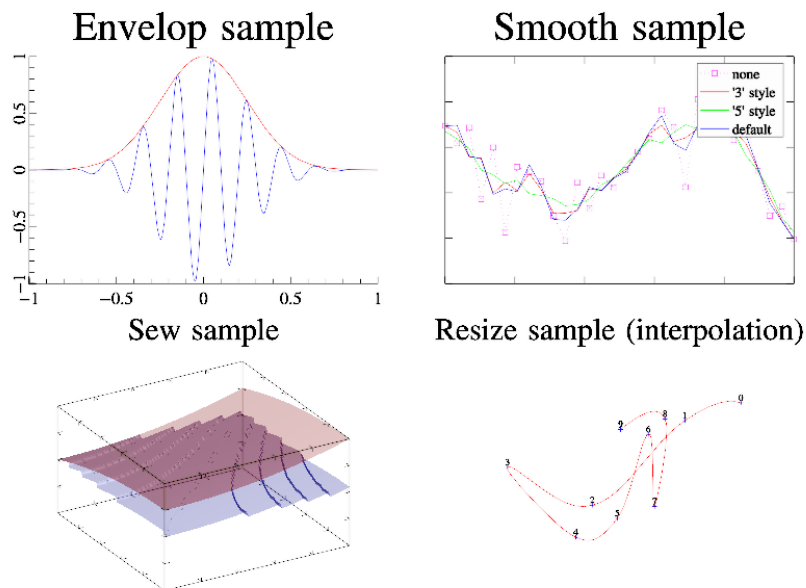 Envelop sample
1
0.5
0
−0.5
−1
−1
−0.5
0
0.5
1
Smooth sample
none
'3' style
'5' style
default
Sew sample
Resize sample (interpolation)
0
1
8
9
6
3
2
7
5
4